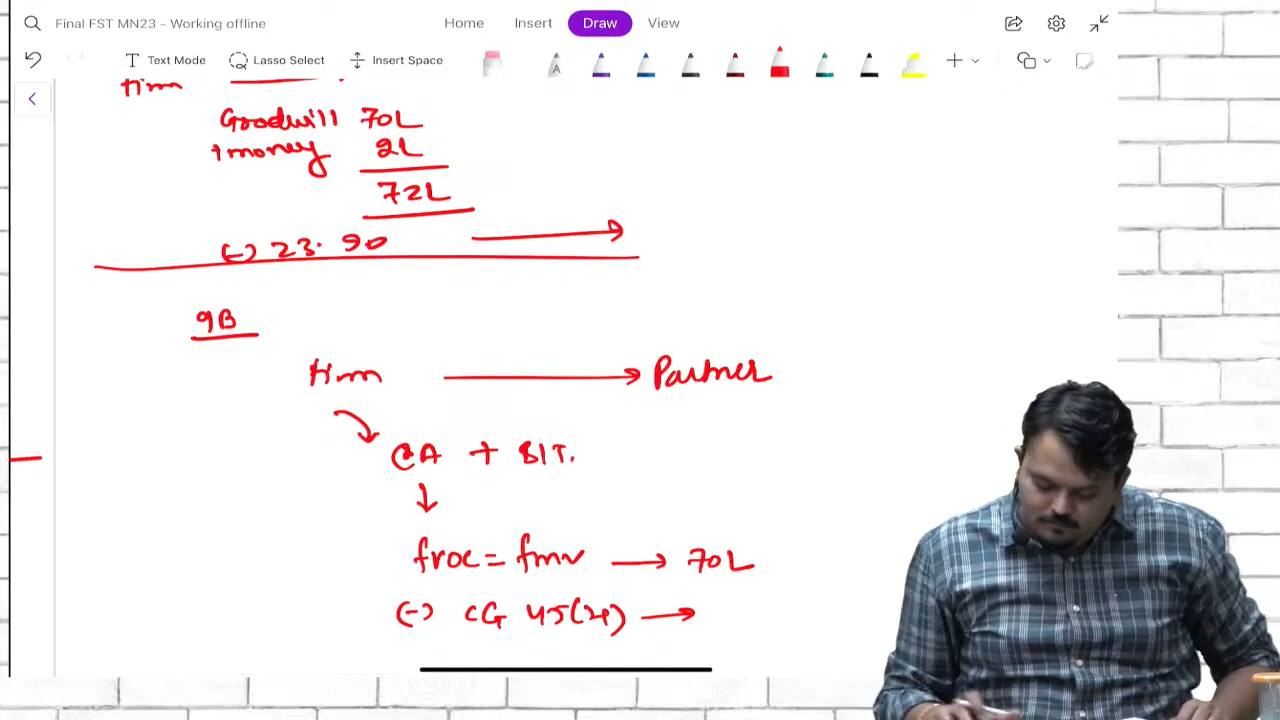 Final FST MN23 - Working offline
Home Insert Draw View
Text Mode Lasso Select Insert Space
A
firm
Goodwill 70L
+ money 2L
72L
(-) 23.90
9B
firm → Partner
CA + SIT.
↓
fvoc = fmv → 70L
(-) CG 45(4) →